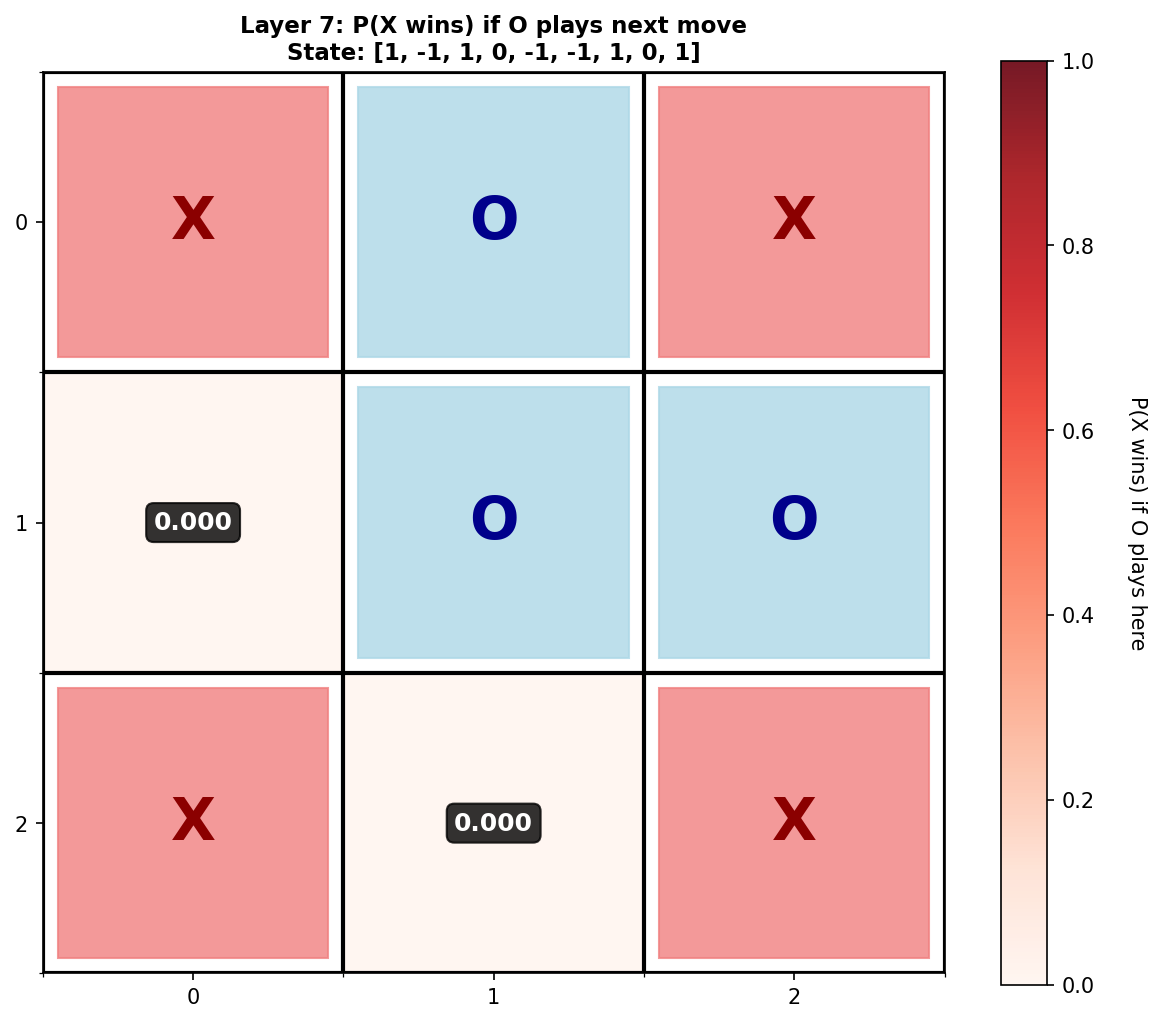 Layer 7: P(X wins) if O plays next move
State: [1, -1, 1, 0, -1, -1, 1, 0, 1]
0
X
O
X
1
0.000
O
O
2
X
0.000
X
0
1
2
1.0
0.8
0.6
0.4
0.2
0.0
P(X wins) if O plays here